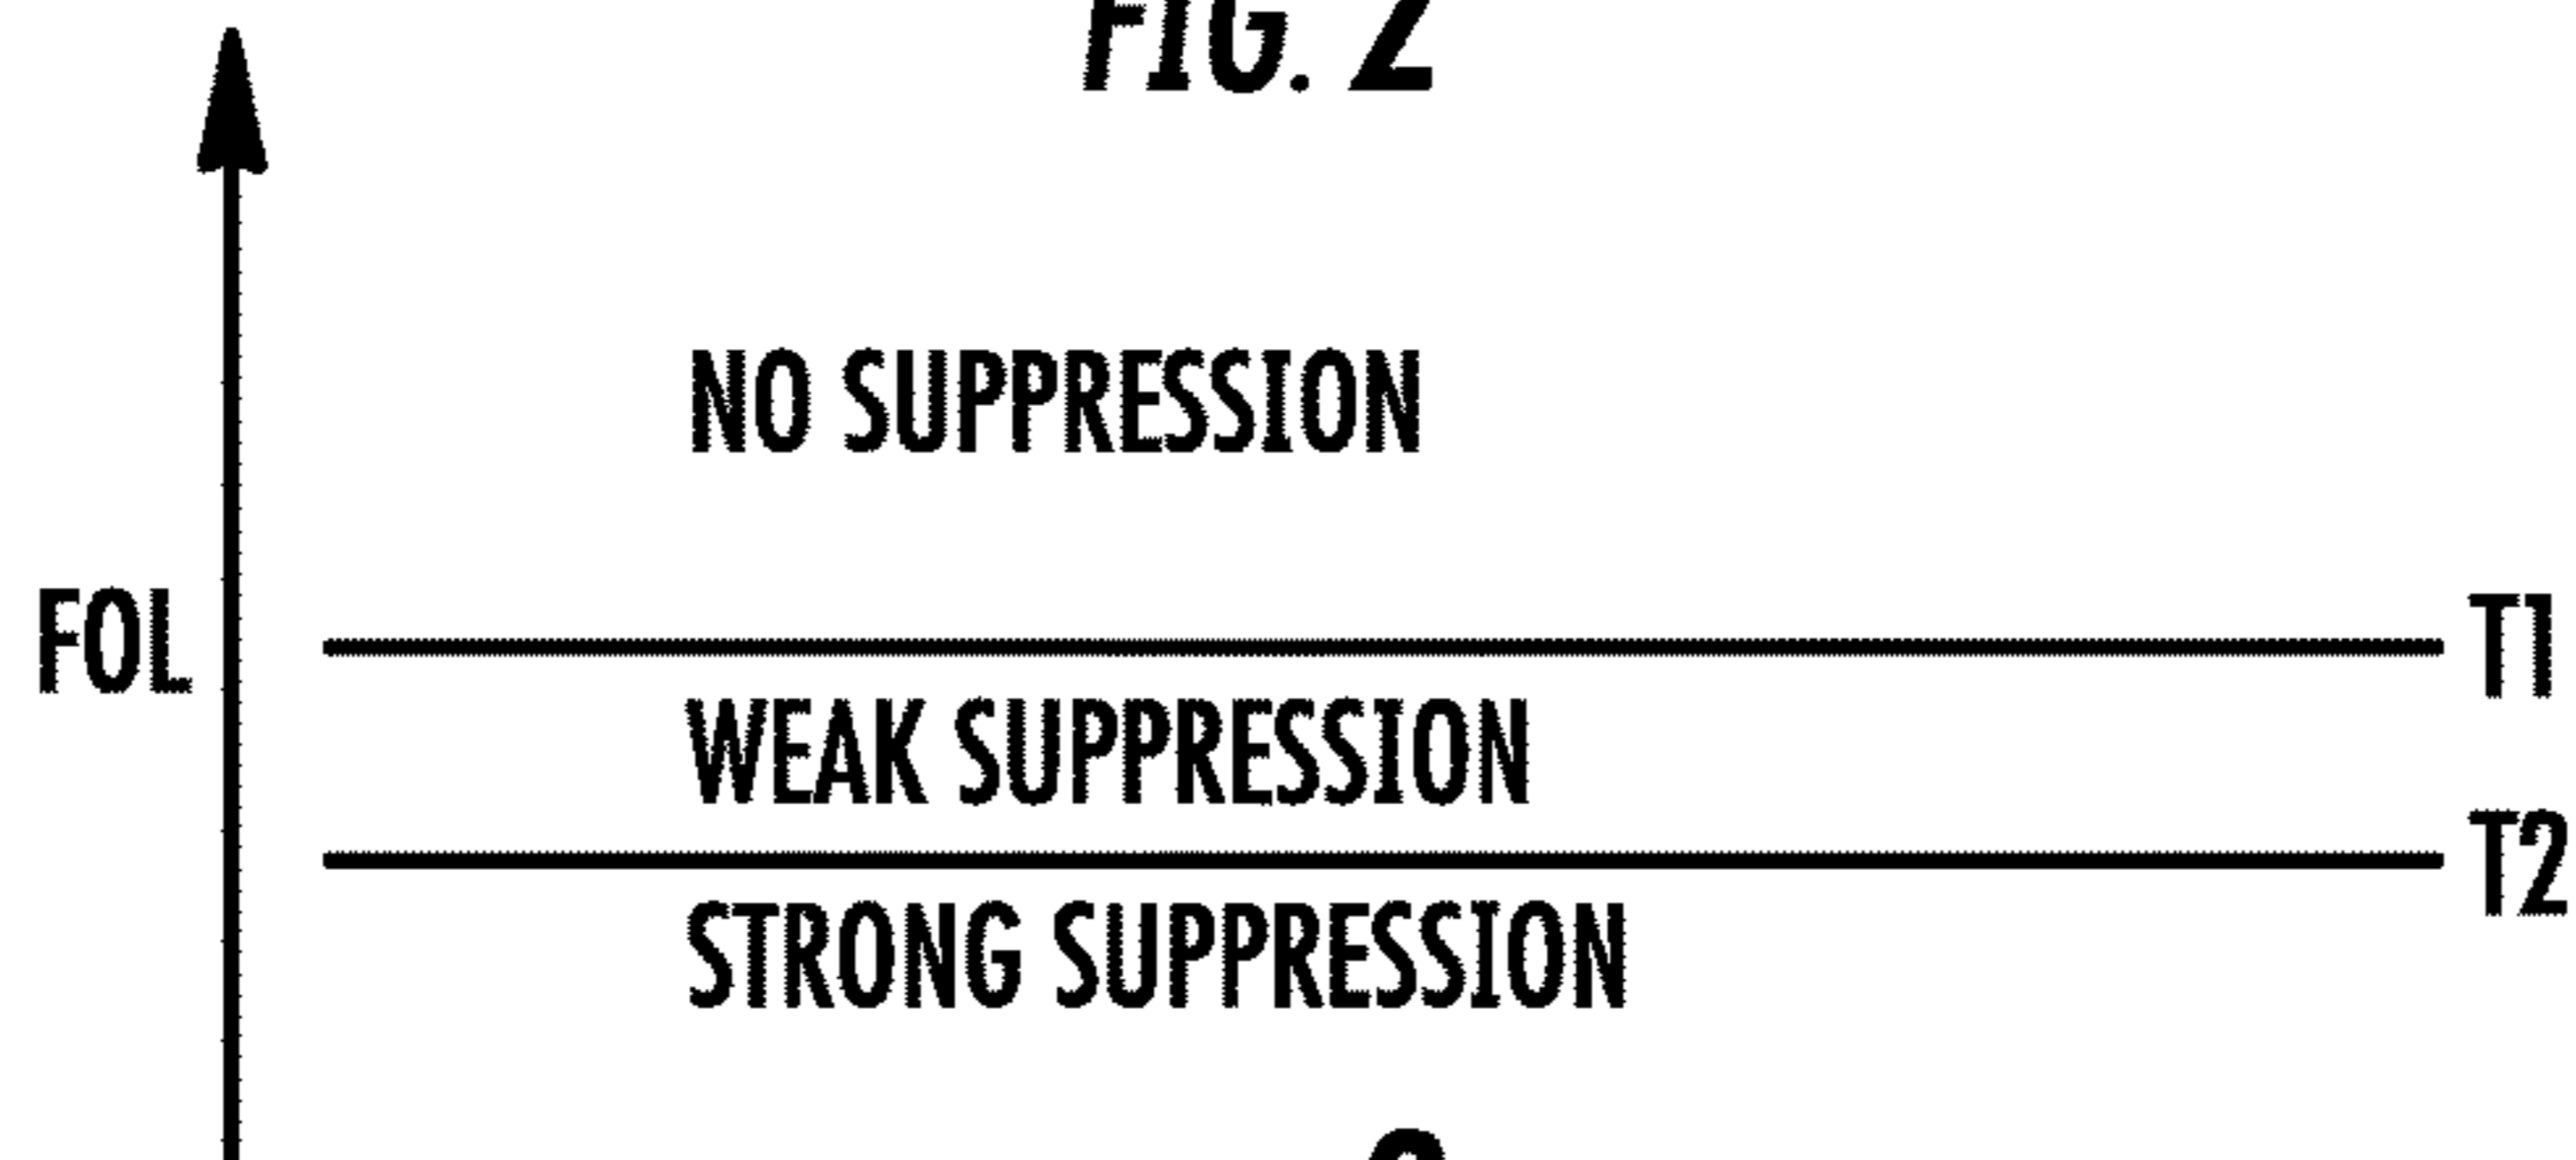 FIG. 2
NO SUPPRESSION
FOL
T1
WEAK SUPPRESSION
T2
STRONG SUPPRESSION